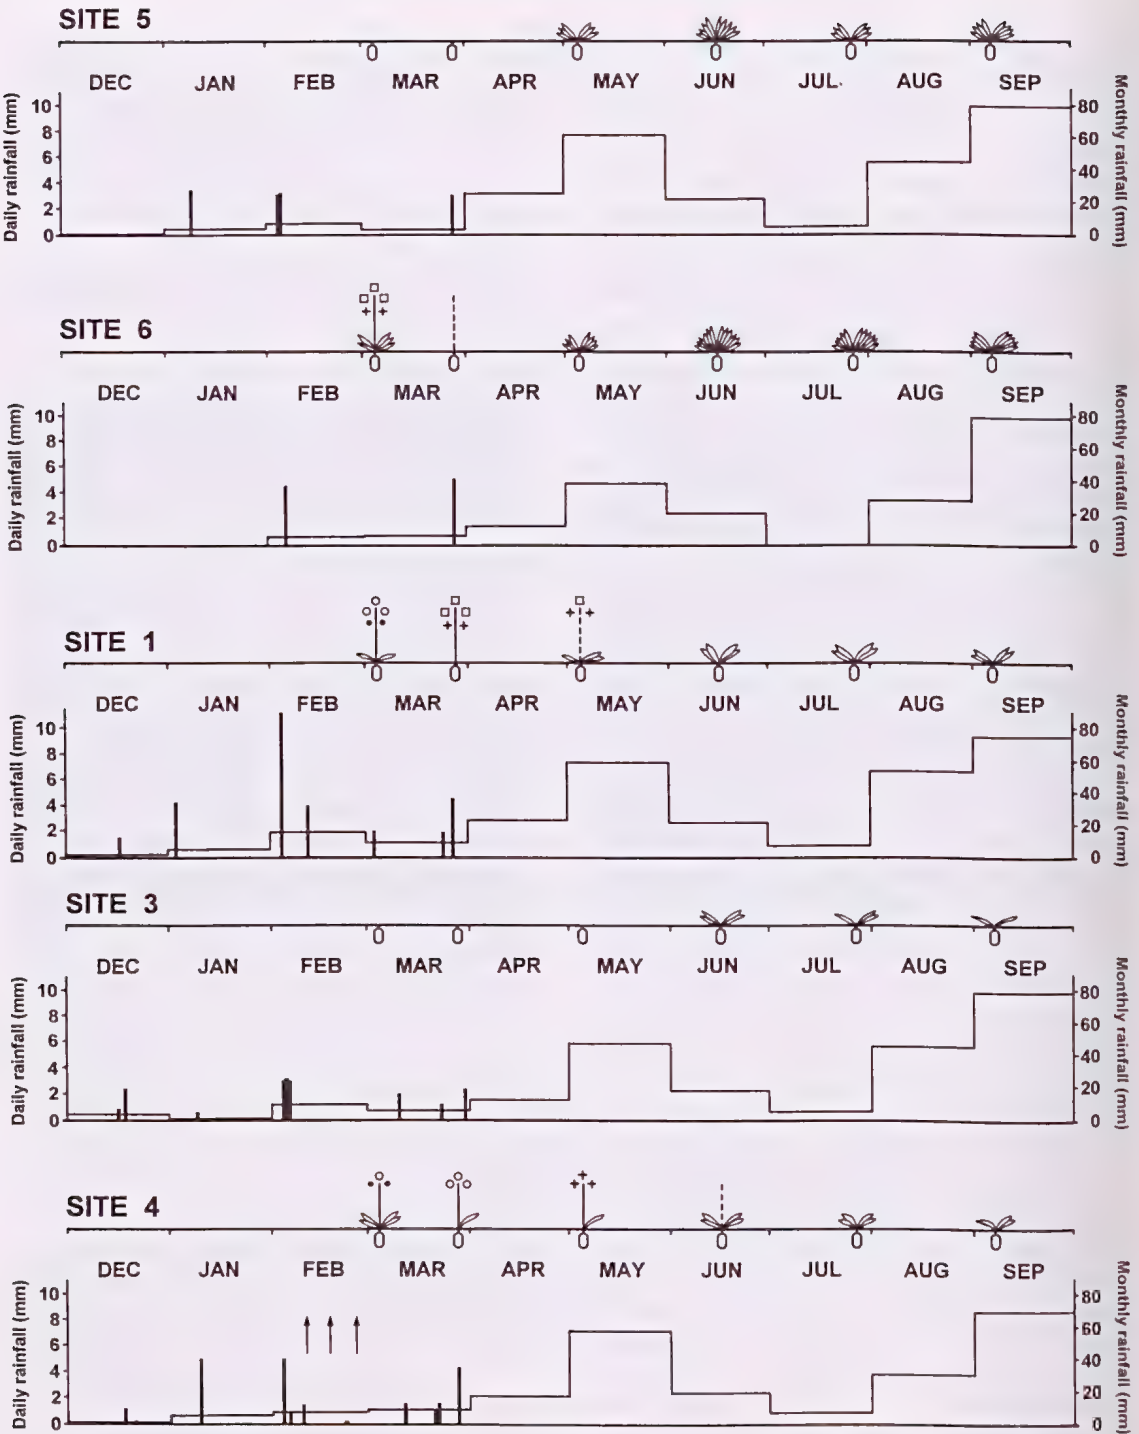 SITE 5
DEC JAN FEB MAR APR MAY JUN JUL. AUG SEP
Daily rainfall (mm)
10
8
6
4
2
0
80
60
40
20
0
Monthly rainfall (mm)
SITE 6
DEC JAN FEB MAR APR MAY JUN JUL AUG SEP
Daily rainfall (mm)
10
8
6
4
2
0
80
60
40
20
0
Monthly rainfall (mm)
SITE 1
DEC JAN FEB MAR APR MAY JUN JUL AUG SEP
Daily rainfall (mm)
10
8
6
4
2
0
80
60
40
20
0
Monthly rainfall (mm)
SITE 3
DEC JAN FEB MAR APR MAY JUN JUL AUG SEP
Daily rainfall (mm)
10
8
6
4
2
0
80
60
40
20
0
Monthly rainfall (mm)
SITE 4
DEC JAN FEB MAR APR MAY JUN JUL AUG SEP
Daily rainfall (mm)
10
8
6
4
2
0
80
60
40
20
0
Monthly rainfall (mm)